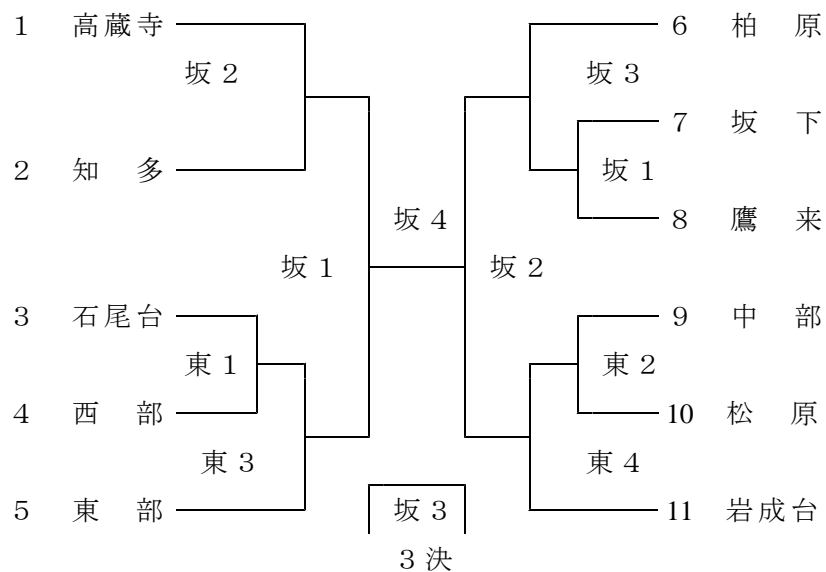 1 高蔵寺
坂2
2 知多
坂1
3 石尾台
東1
4 西部
東3
5 東部
坂4
坂3
3決
6 柏原
坂3
7 坂下
坂1
8 鷹来
坂2
9 中部
東2
10 松原
東4
11 岩成台